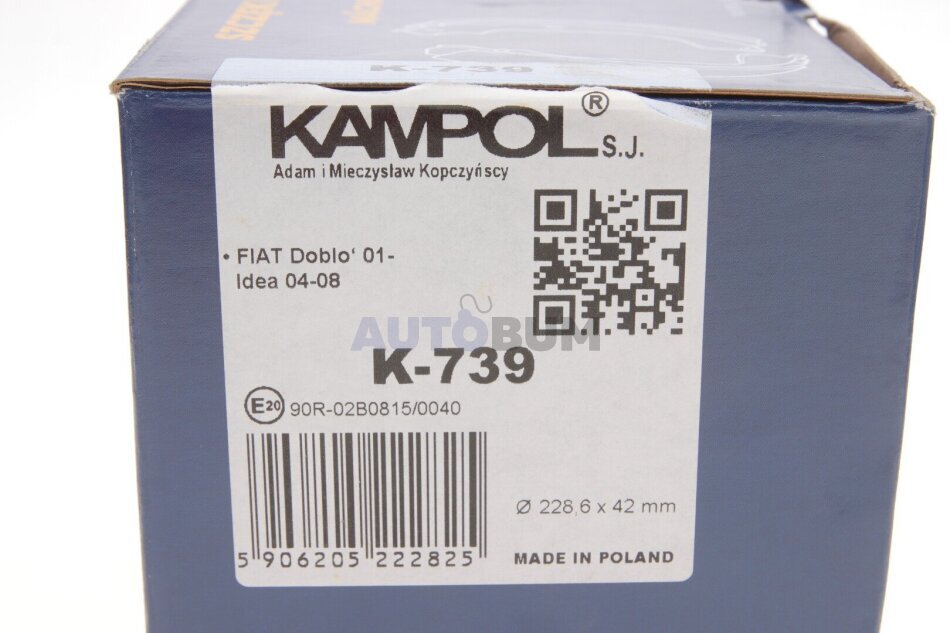 K-739
KAMPOL® S.J.
Adam i Mieczysław Kopczyńscy
• FIAT Doblo‘ 01-
Idea 04-08
AUTOBUM
K-739
E20 90R-02B0815/0040
Ø 228,6 x 42 mm
5 906205 222825
MADE IN POLAND